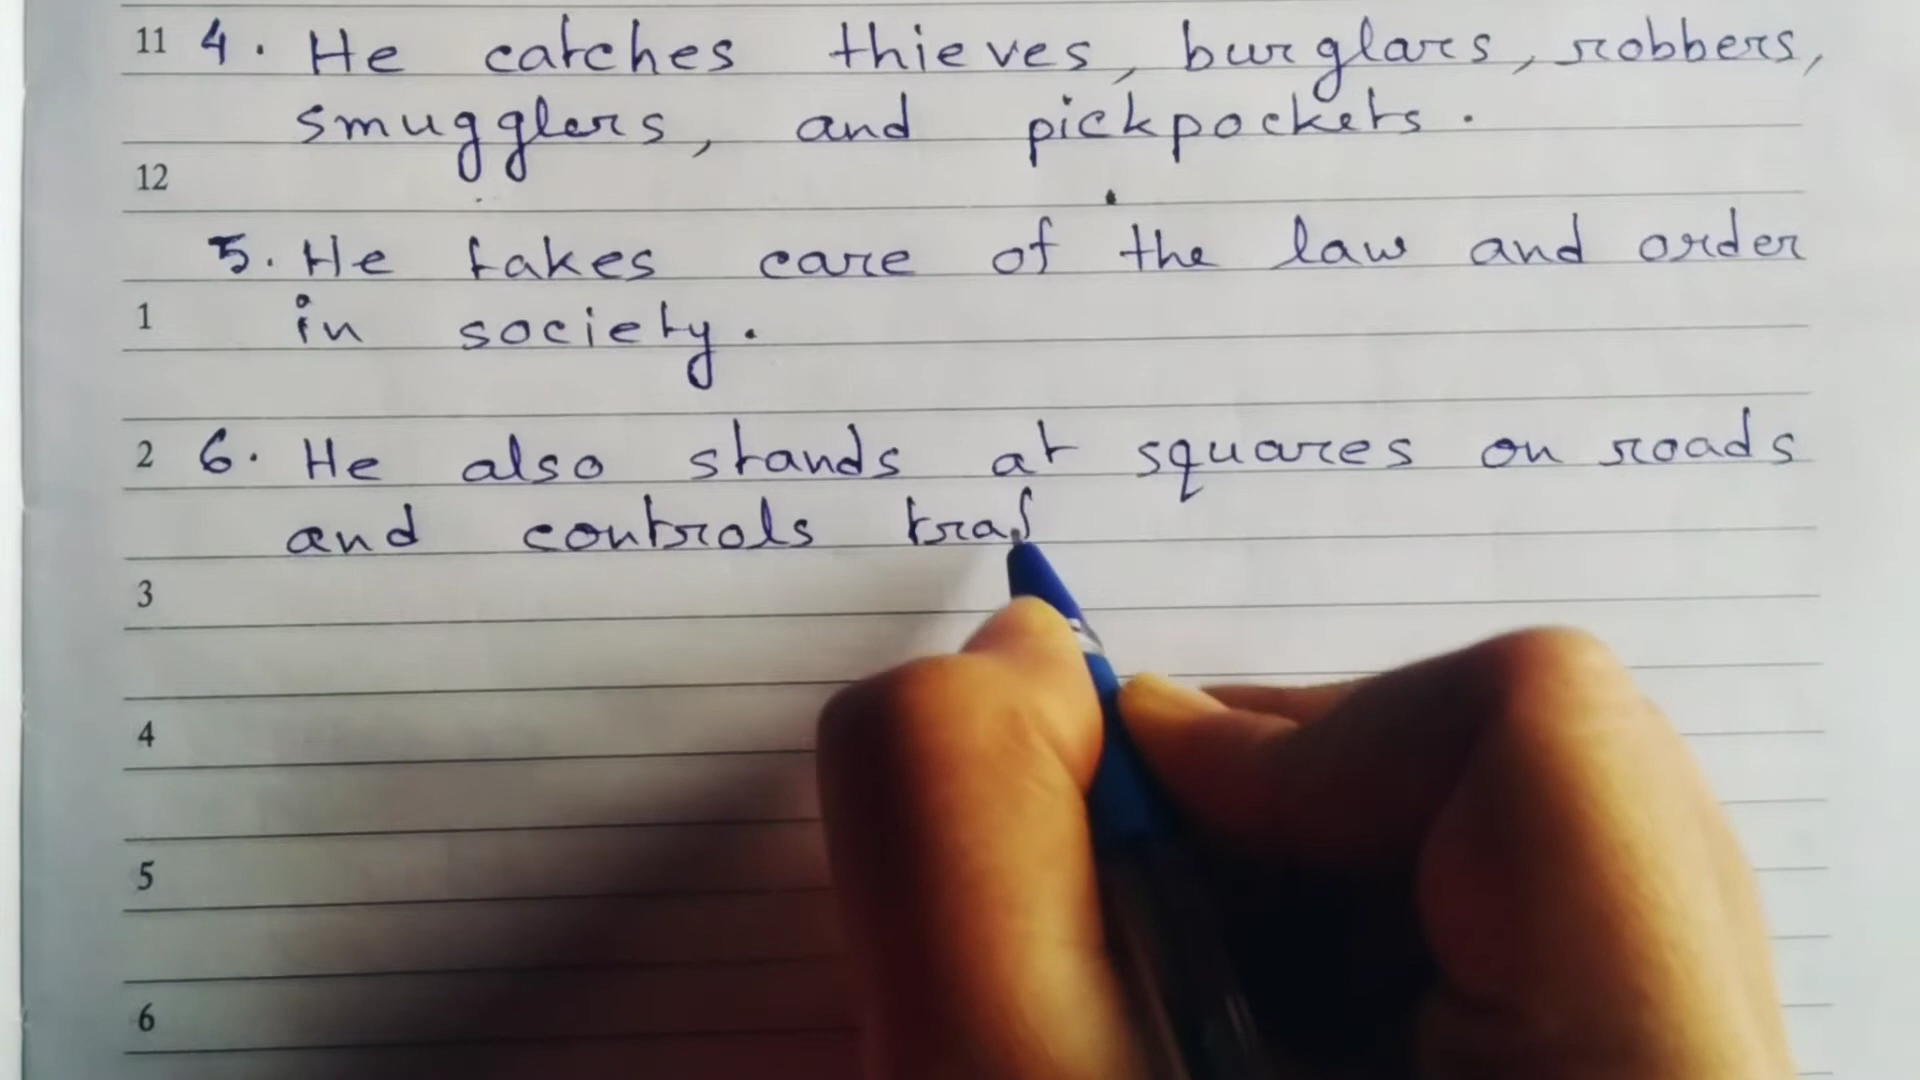 11 4. He catches thieves, burglars, robbers,
smugglers, and pickpockets.
12
5. He takes care of the law and order
1 in society.
2 6. He also stands at squares on roads
and controls traf
3
4
5
6